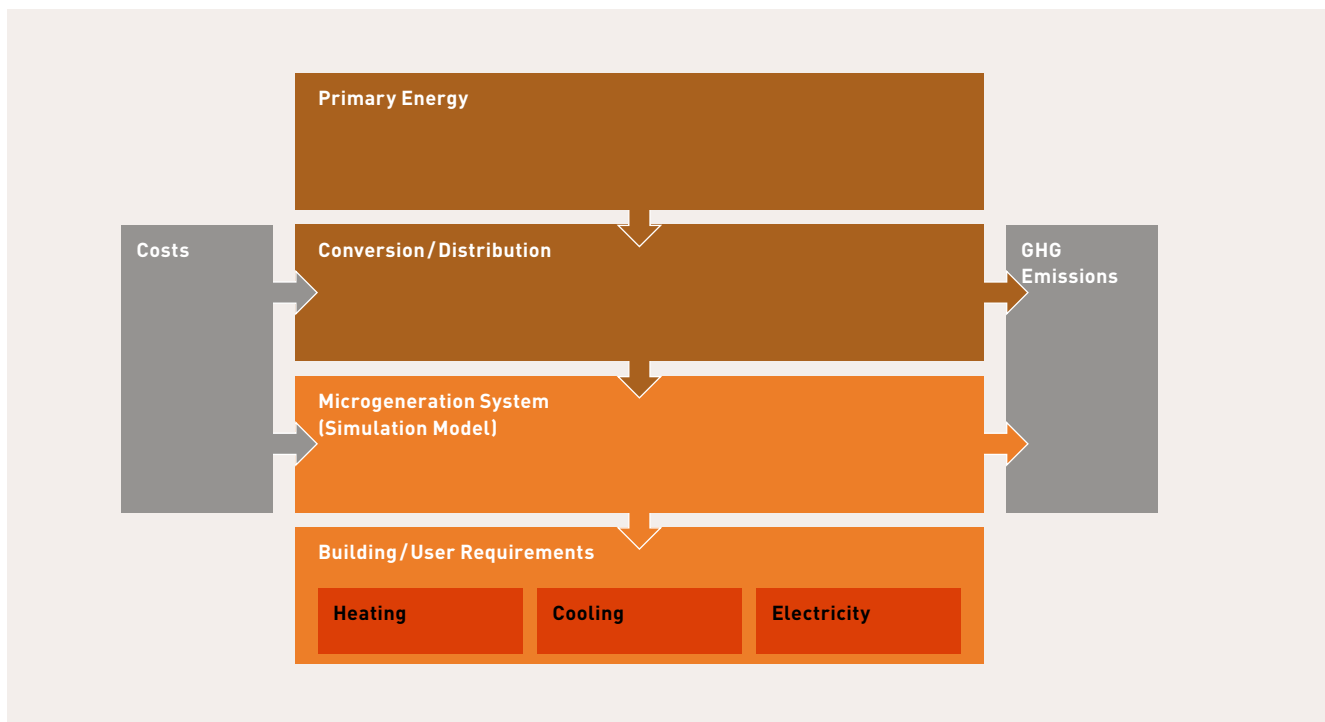 Primary Energy
Costs
Conversion/Distribution
GHG
Emissions
Microgeneration System
(Simulation Model)
Building/User Requirements
Heating
Cooling
Electricity